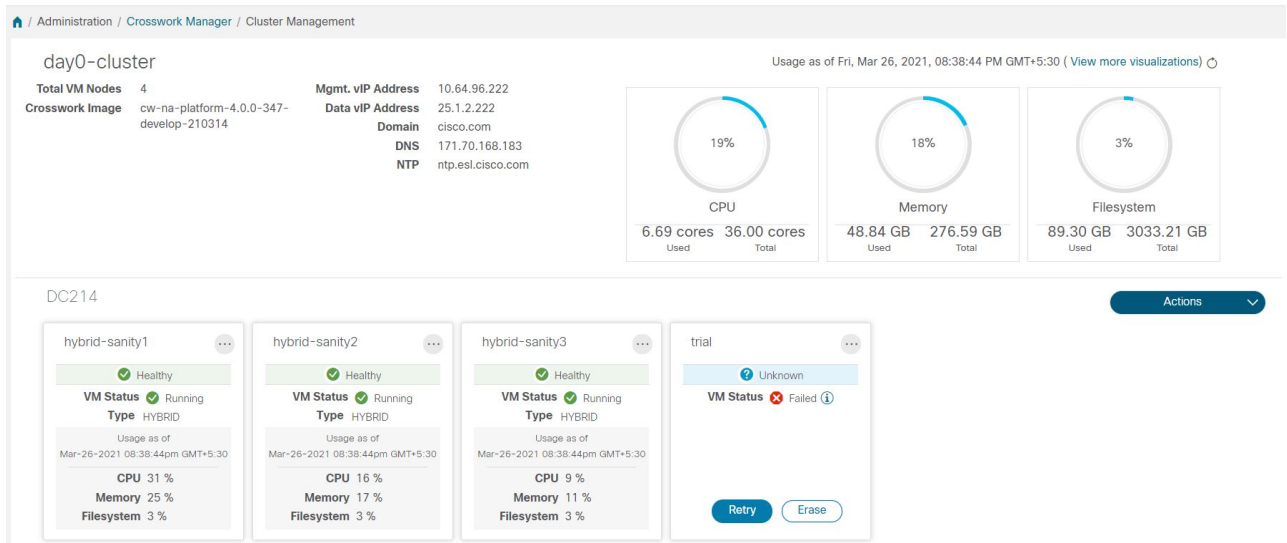 / Administration / Crosswork Manager / Cluster Management
day0-cluster
Usage as of Fri, Mar 26, 2021, 08:38:44 PM GMT+5:30 ( View more visualizations)
Total VM Nodes 4
Crosswork Image cw-na-platform-4.0.0-347-
develop-210314
Mgmt. vIP Address 10.64.96.222
Data vIP Address 25.1.2.222
Domain cisco.com
DNS 171.70.168.183
NTP ntp.esl.cisco.com
19%
CPU
6.69 cores 36.00 cores
Used Total
18%
Memory
48.84 GB 276.59 GB
Used Total
3%
Filesystem
89.30 GB 3033.21 GB
Used Total
DC214
Actions
hybrid-sanity1 ...
Healthy
VM Status Running
Type HYBRID
Usage as of
Mar-26-2021 08:38:44pm GMT+5:30
CPU 31 %
Memory 25 %
Filesystem 3 %
hybrid-sanity2 ...
Healthy
VM Status Running
Type HYBRID
Usage as of
Mar-26-2021 08:38:44pm GMT+5:30
CPU 16 %
Memory 17 %
Filesystem 3 %
hybrid-sanity3 ...
Healthy
VM Status Running
Type HYBRID
Usage as of
Mar-26-2021 08:38:44pm GMT+5:30
CPU 9 %
Memory 11 %
Filesystem 3 %
trial ...
? Unknown
VM Status Failed i
Retry Erase